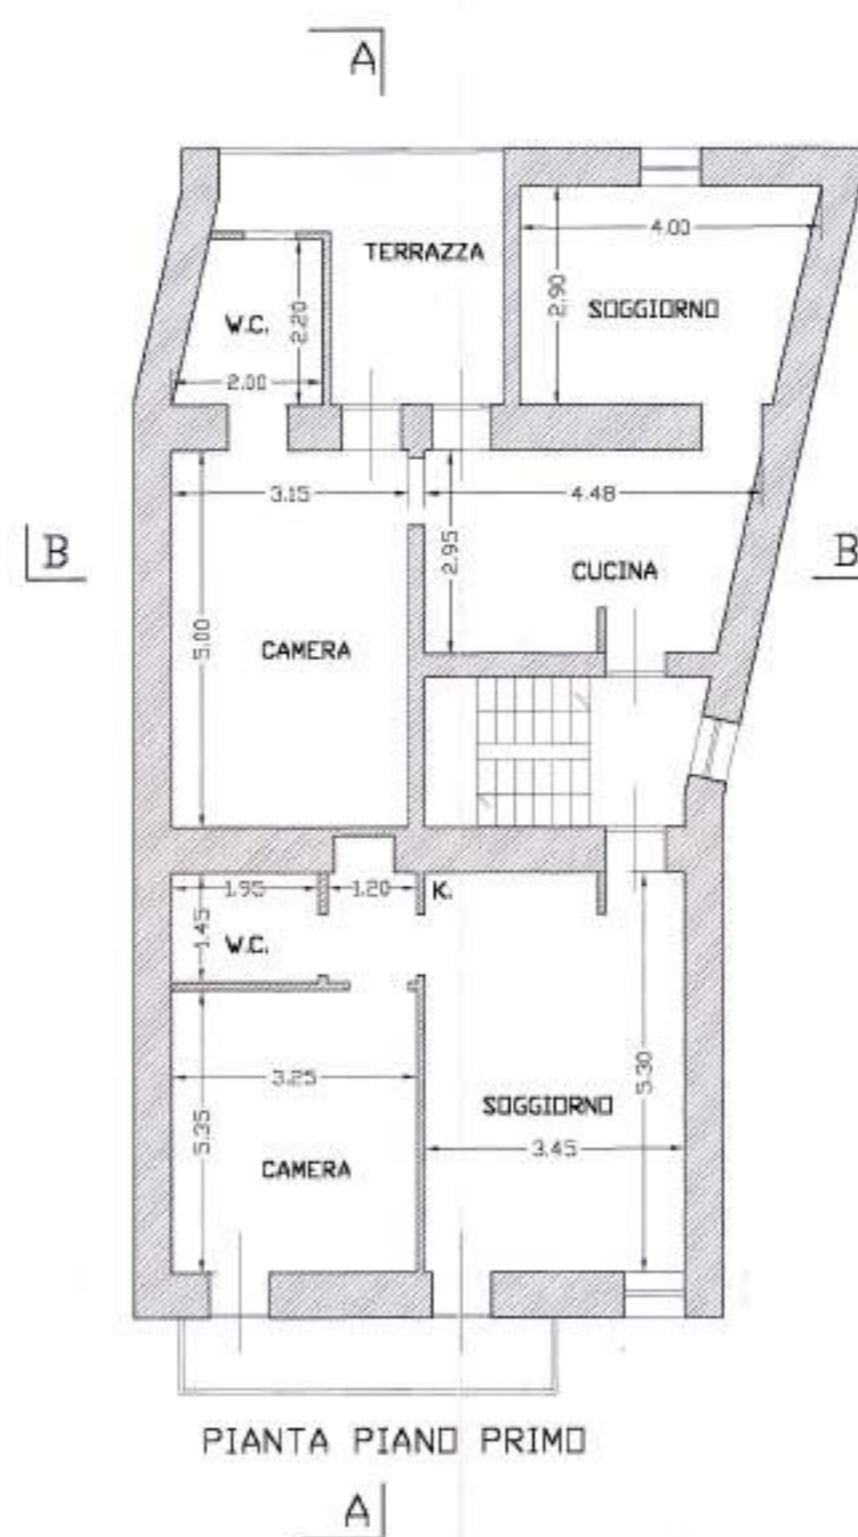 A
TERRAZZA
4.00
2.90
SOGGIORNO
W.C.
2.20
2.00
3.15
4.48
B
B
2.95
CUCINA
5.00
CAMERA
1.95
1.20
K.
1.45
W.C.
3.25
5.30
SOGGIORNO
5.35
3.45
CAMERA
PIANTA PIANO PRIMO
A